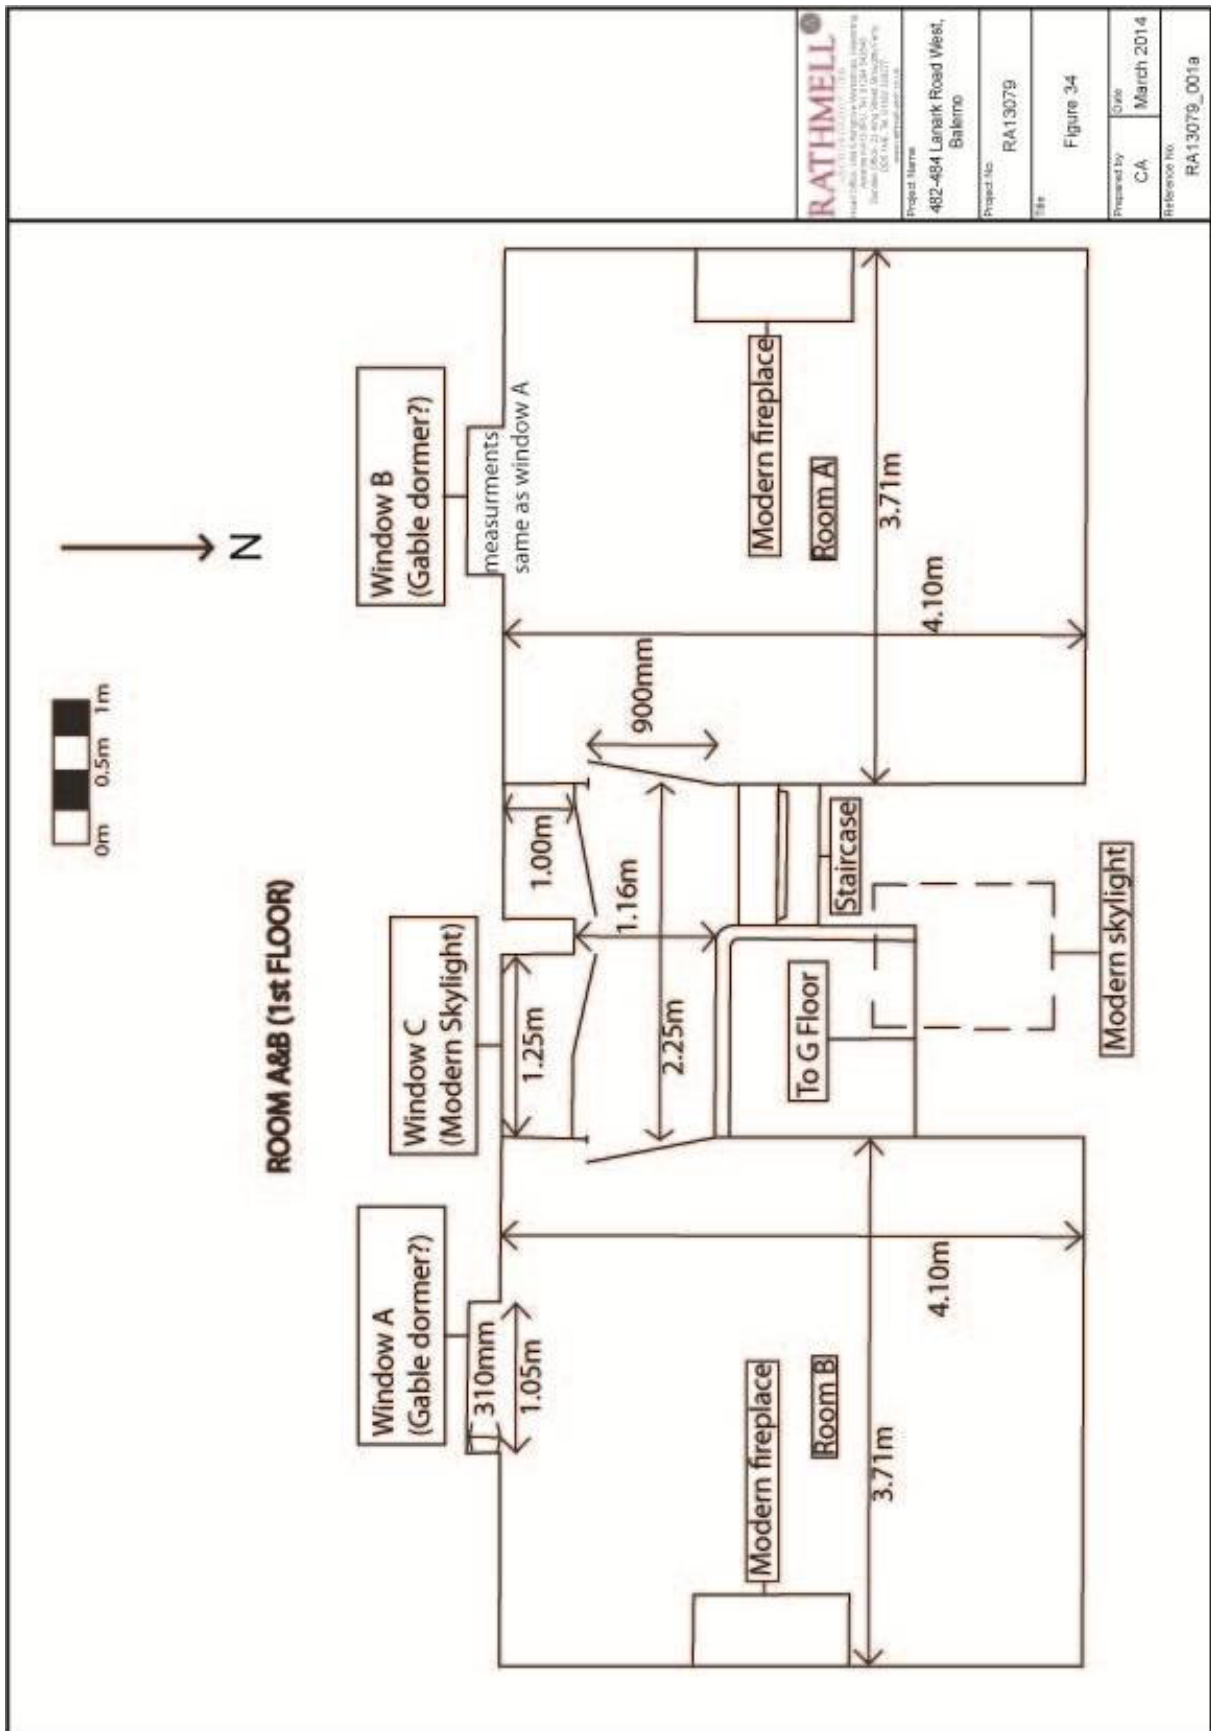 ROOM A&B (1st FLOOR)
0m 0.5m 1m
N
Window A
(Gable dormer?)
Window C
(Modern Skylight)
Window B
(Gable dormer?)
310mm
1.05m
1.25m
1.00m
measurments
same as window A
1.16m
900mm
2.25m
Modern fireplace
Room B
3.71m
4.10m
To G Floor
Staircase
Modern skylight
Modern fireplace
Room A
3.71m
4.10m
RATHMELL
Project Name
482-484 Lanark Road West,
Balerno
Project No.
RA13079
Title
Figure 34
Prepared by
CA
Date
March 2014
Reference No.
RA13079_001a